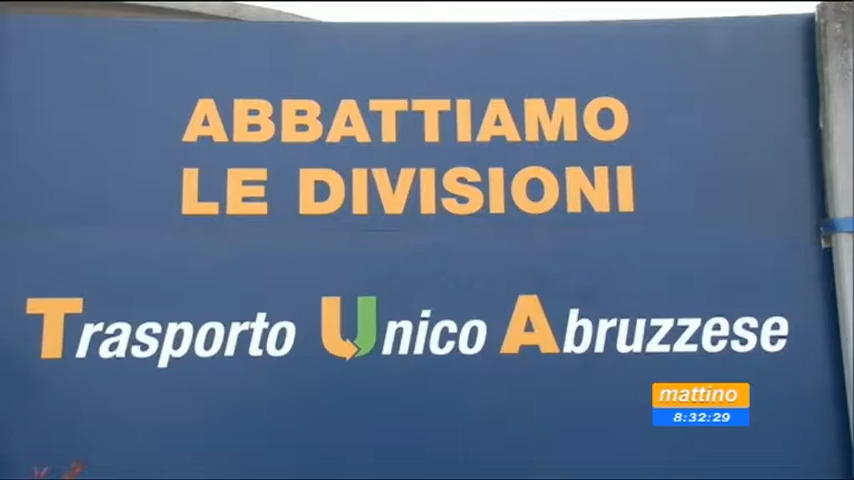 ABBATTIAMO
LE DIVISIONI
Trasporto Unico Abruzzese
mattino
8:32:29